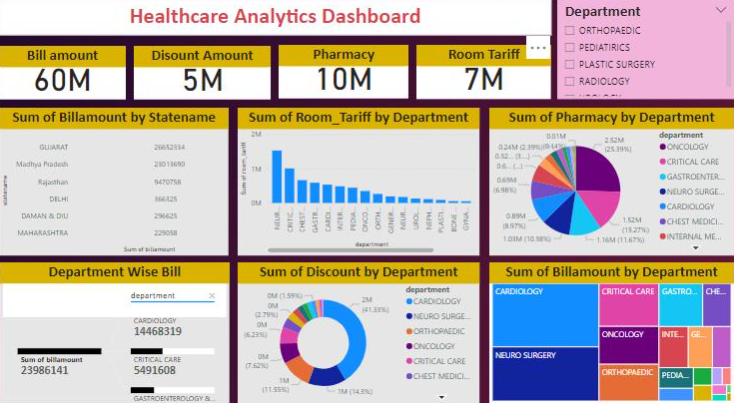 Healthcare Analytics Dashboard
Department
ORTHOPAEDIC
PEDIATIRICS
PLASTIC SURGERY
RADIOLOGY
Bill amount
60M
Disount Amount
5M
Pharmacy
10M
Room Tariff
7M
Sum of Billamount by Statename
statename
GUJARAT 26652334
Madhya Pradesh 23013690
Rajasthan 9470758
DELHI 366325
DAMAN & DIU 296625
MAHARASHTRA 229058
Sum of billamount
Sum of Room_Tariff by Department
Sum of room_tariff
2M
1M
0M
NEUR...
CRITIC...
CHEST...
GASTR...
CARDI...
INTER...
PEDIA...
ONCO...
ORTH...
GENER...
NEUR...
UROL...
NEPH...
PLASTI...
BONE ...
GYNA...
department
Sum of Pharmacy by Department
0.01M
2.52M
(25.39%)
1.52M
(15.27%)
1.16M (11.67%)
1.03M (10.38%)
0.89M
(8.97%)
0.69M
(6.98%)
0.24M (2.39%)
department
ONCOLOGY
CRITICAL CARE
GASTROENTER...
NEURO SURGE...
CARDIOLOGY
CHEST MEDICI...
INTERNAL ME...
Department Wise Bill
department
Sum of billamount
23986141
CARDIOLOGY
14468319
CRITICAL CARE
5491608
GASTROENTEROLOGY &...
Sum of Discount by Department
2M
(41.33%)
1M (14.3%)
1M
(11.55%)
0M
(7.62%)
0M
(6.23%)
0M
(2.79%)
0M (1.59%)
department
CARDIOLOGY
NEURO SURGE...
ORTHOPAEDIC
ONCOLOGY
CRITICAL CARE
CHEST MEDICI...
Sum of Billamount by Department
CARDIOLOGY
NEURO SURGERY
CRITICAL CARE
ONCOLOGY
ORTHOPAEDIC
GASTRO...
CHE...
INTE...
GE...
PEDIA...